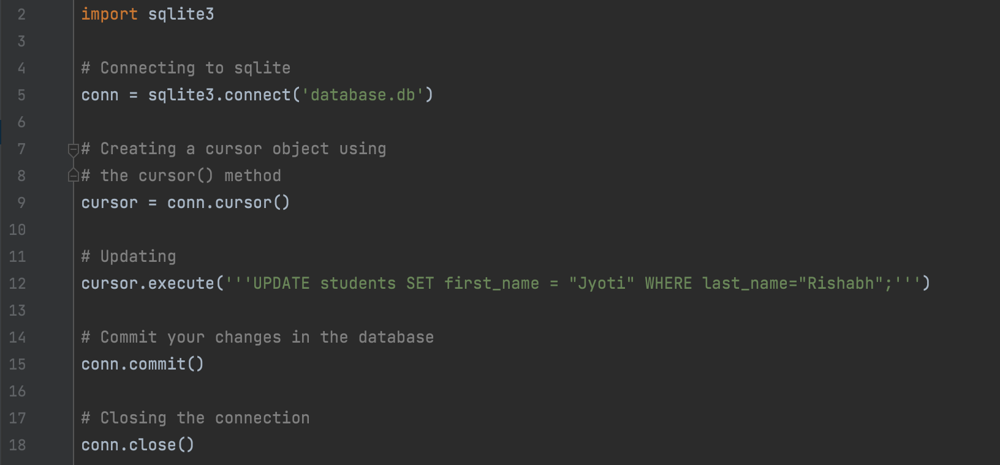 2 import sqlite3
3
4 # Connecting to sqlite
5 conn = sqlite3.connect('database.db')
6
7 # Creating a cursor object using
8 # the cursor() method
9 cursor = conn.cursor()
10
11 # Updating
12 cursor.execute('''UPDATE students SET first_name = "Jyoti" WHERE last_name="Rishabh";''')
13
14 # Commit your changes in the database
15 conn.commit()
16
17 # Closing the connection
18 conn.close()